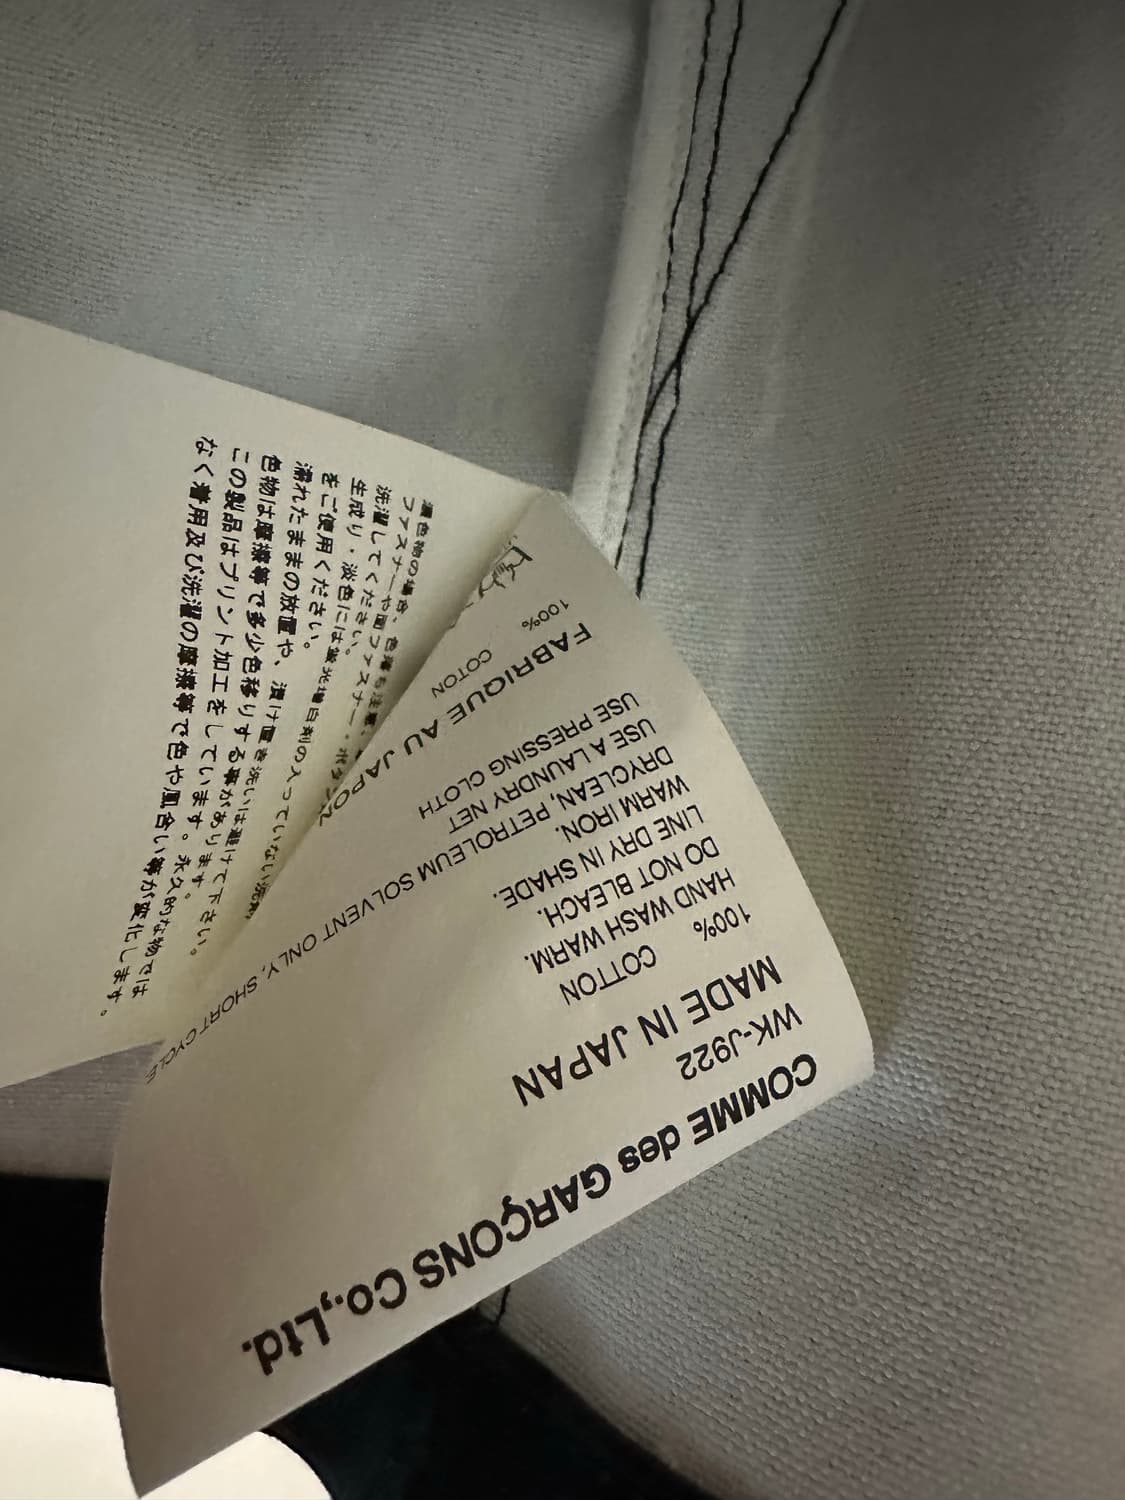 COMME des GARÇONS Co.,Ltd.
WK-J922
MADE IN JAPAN
100% COTTON
HAND WASH WARM.
DO NOT BLEACH.
LINE DRY IN SHADE.
WARM IRON.
DRYCLEAN, PETROLEUM SOLVENT ONLY, SHORT CYCLE
USE A LAUNDRY NET
USE PRESSING CLOTH
FABRIQUE AU JAPON
100% COTON
濃色物の場合、色落ち注意、
ファスナーや面ファスナー・ボタン
洗濯してください。
生成り・淡色には蛍光増白剤の入っていない洗剤
をご使用ください。
濡れたままの放置や、漬け置き洗いは避けて下さい。
色物は摩擦等で多少色移りする事があります。
この製品はプリント加工をしています。永久的な物では
なく着用及び洗濯の摩擦等で色や風合い等が変化します。